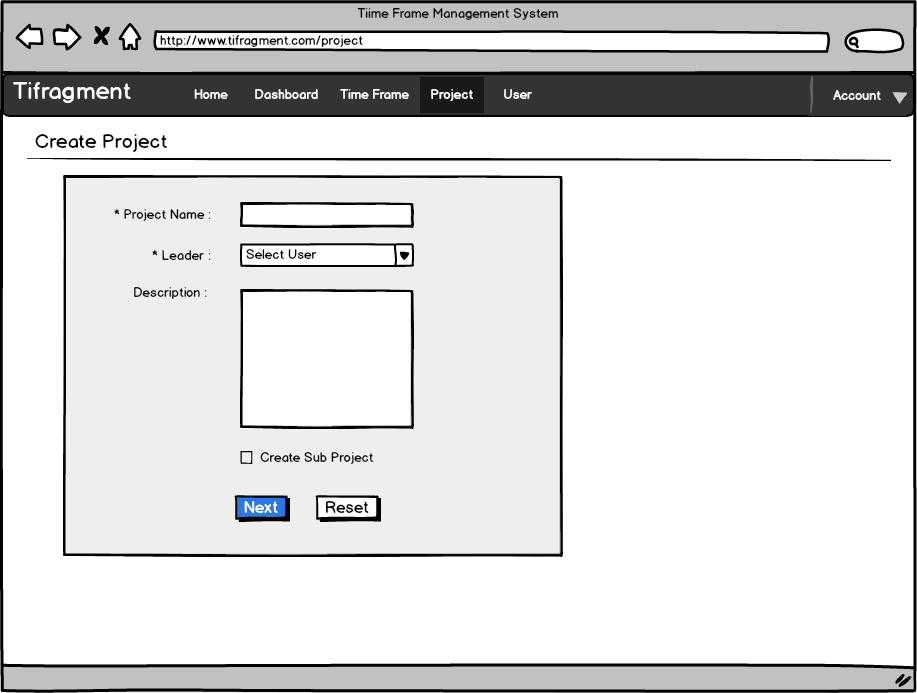 Tiime Frame Management System
http://www.tifragment.com/project
Tifragment Home Dashboard Time Frame Project User Account
Create Project
* Project Name :
* Leader : Select User
Description :
Create Sub Project
Next Reset